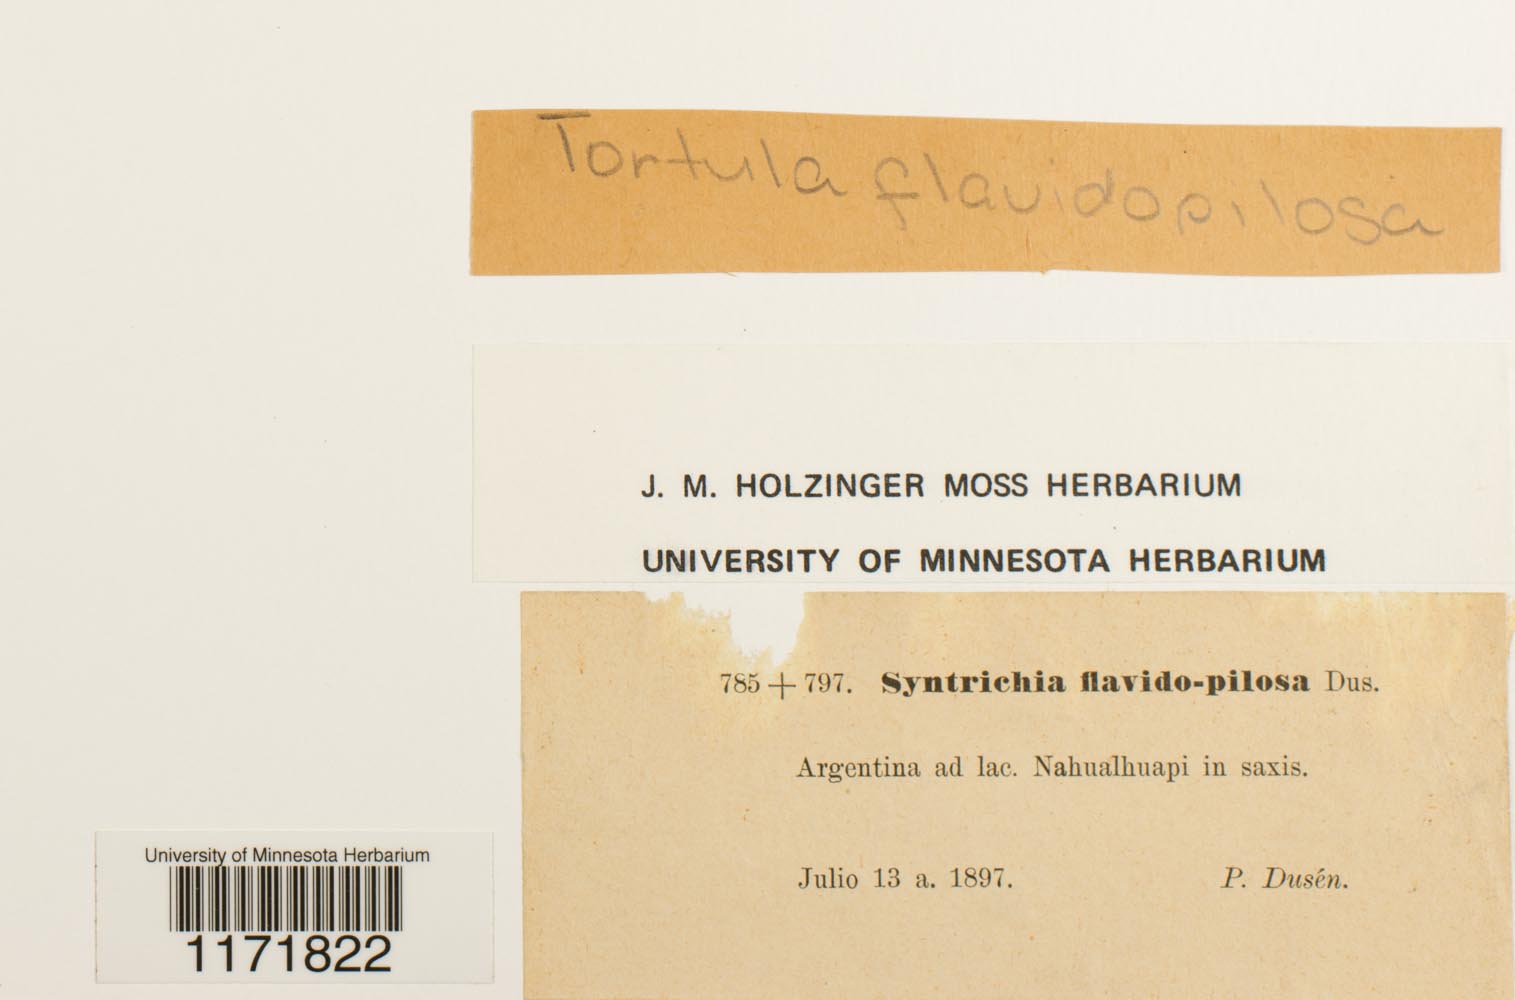 Tortula flavidopilosa
J. M. HOLZINGER MOSS HERBARIUM
UNIVERSITY OF MINNESOTA HERBARIUM
785 + 797. Syntrichia flavido-pilosa Dus.
Argentina ad lac. Nahualhuapi in saxis.
Julio 13 a. 1897. P. Dusén.
University of Minnesota Herbarium
1171822